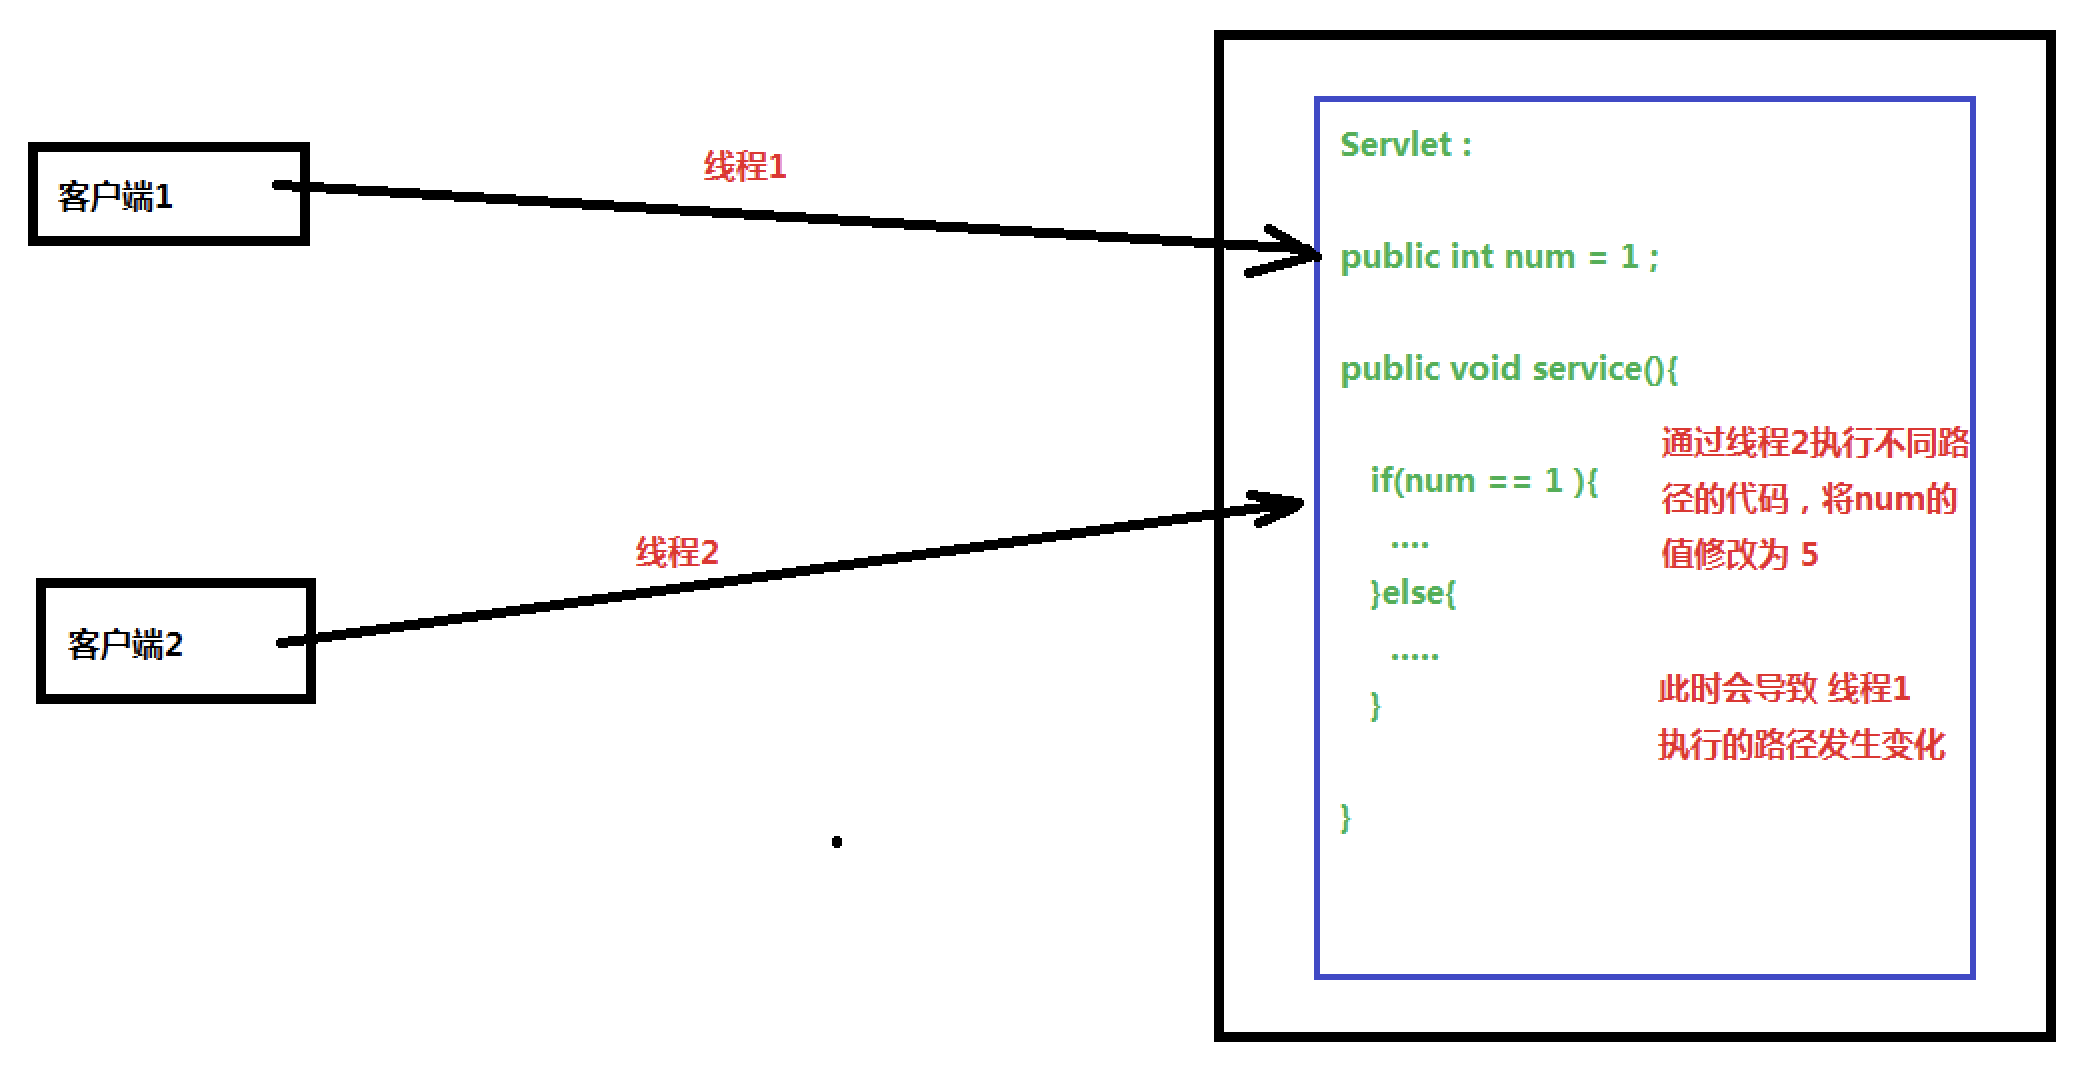 客户端1
线程1
线程2
客户端2
Servlet :
public int num = 1 ;
public void service(){
if(num == 1 ){
....
}else{
.....
}
}
通过线程2执行不同路
径的代码，将num的
值修改为 5
此时会导致 线程1
执行的路径发生变化